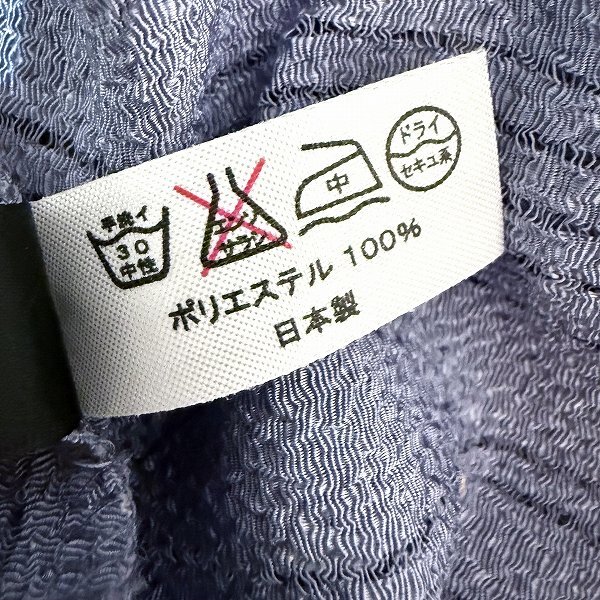 手洗イ
30
中性
エンソ
サラシ
中
ドライ
セキユ系
ポリエステル 100%
日本製